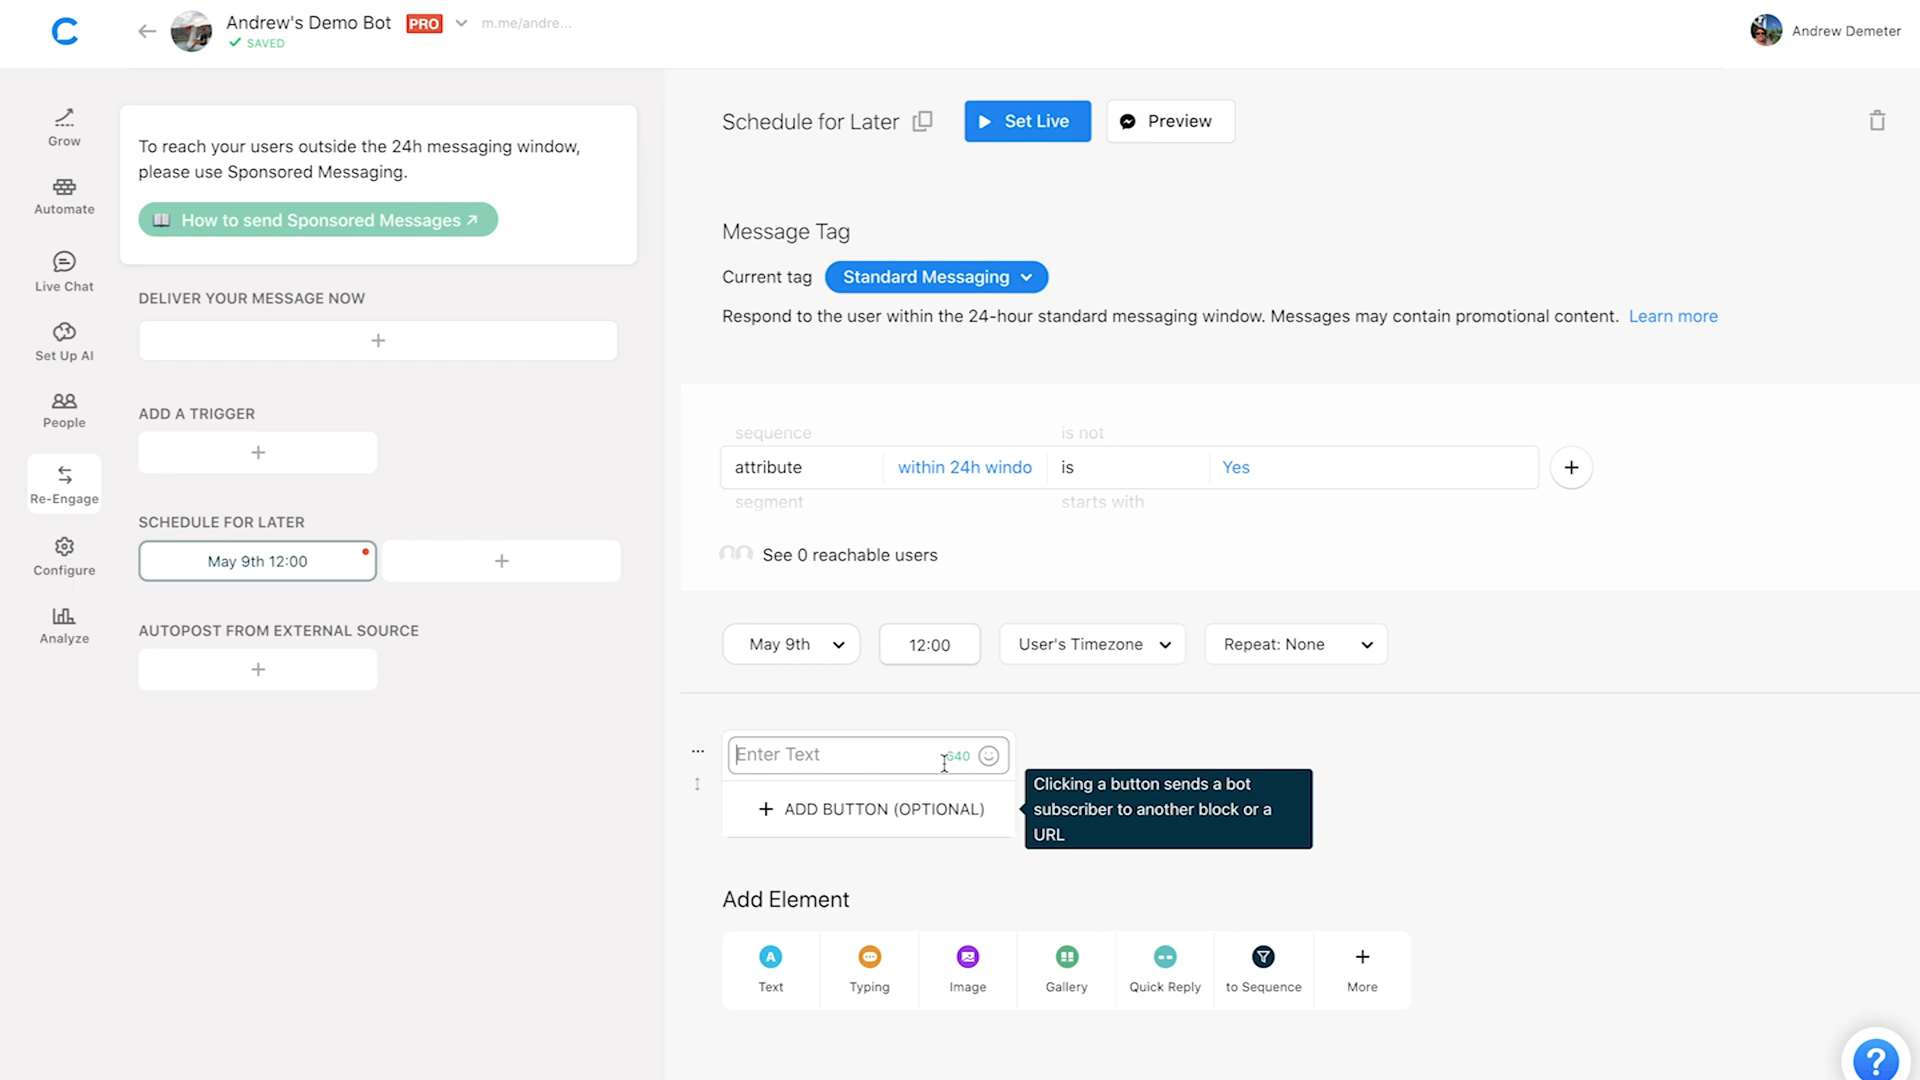 Andrew's Demo Bot PRO m.me/andre...
SAVED
Andrew Demeter
Grow
Automate
Live Chat
Set Up AI
People
Re-Engage
Configure
Analyze
To reach your users outside the 24h messaging window,
please use Sponsored Messaging.
How to send Sponsored Messages ↗
DELIVER YOUR MESSAGE NOW
+
ADD A TRIGGER
+
SCHEDULE FOR LATER
May 9th 12:00 +
AUTOPOST FROM EXTERNAL SOURCE
+
Schedule for Later Set Live Preview
Message Tag
Current tag Standard Messaging
Respond to the user within the 24-hour standard messaging window. Messages may contain promotional content. Learn more
sequence is not
attribute within 24h windo is Yes +
segment starts with
See 0 reachable users
May 9th 12:00 User's Timezone Repeat: None
... Enter Text 640
+ ADD BUTTON (OPTIONAL)
Clicking a button sends a bot
subscriber to another block or a
URL
Add Element
A
Text Typing Image Gallery Quick Reply to Sequence More
?